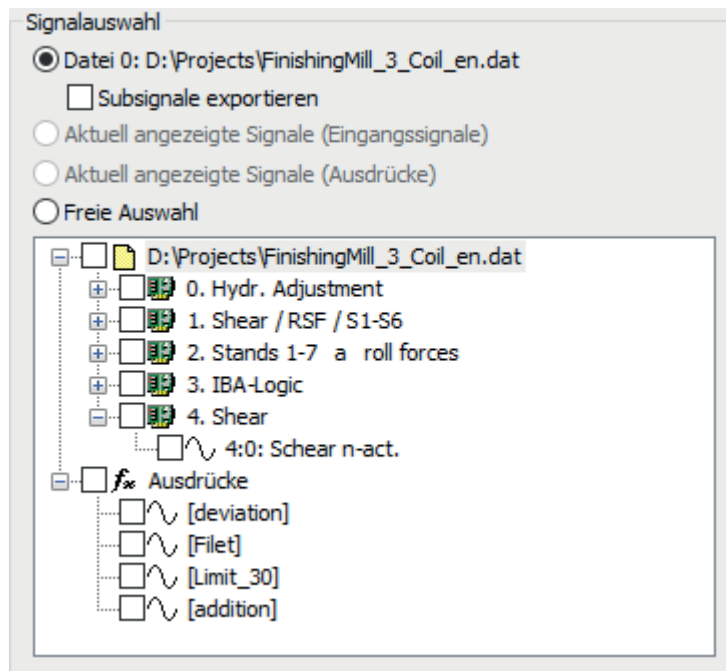 Signalauswahl
Datei 0: D:\Projects\FinishingMill_3_Coil_en.dat
Subsignale exportieren
Aktuell angezeigte Signale (Eingangssignale)
Aktuell angezeigte Signale (Ausdrücke)
Freie Auswahl
D:\Projects\FinishingMill_3_Coil_en.dat
0. Hydr. Adjustment
1. Shear / RSF / S1-S6
2. Stands 1-7 a roll forces
3. IBA-Logic
4. Shear
4:0: Schear n-act.
fx Ausdrücke
[deviation]
[Filet]
[Limit_30]
[addition]